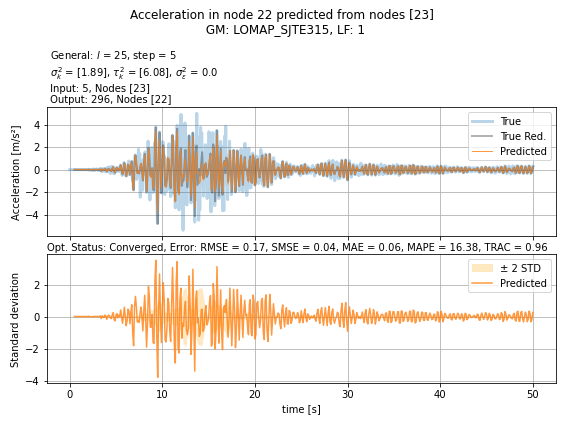 Acceleration in node 22 predicted from nodes [23]
GM: LOMAP_SJTE315, LF: 1
General: l = 25, step = 5
σ²ₖ = [1.89], τ²ₖ = [6.08], σ²ᵣ = 0.0
Input: 5, Nodes [23]
Output: 296, Nodes [22]
4
2
0
−2
−4
Acceleration [m/s²]
True
True Red.
Predicted
Opt. Status: Converged, Error: RMSE = 0.17, SMSE = 0.04, MAE = 0.06, MAPE = 16.38, TRAC = 0.96
2
0
−2
−4
Standard deviation
± 2 STD
Predicted
0 10 20 30 40 50
time [s]